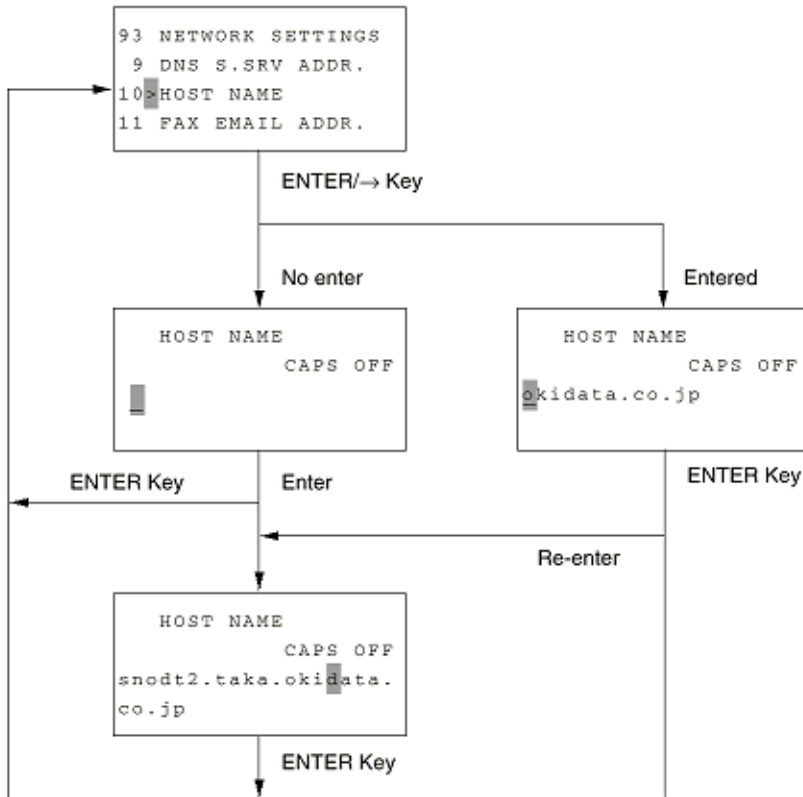 93 NETWORK SETTINGS
9 DNS S.SRV ADDR.
10>HOST NAME
11 FAX EMAIL ADDR.
ENTER/→ Key
No enter
Entered
HOST NAME
CAPS OFF
_
HOST NAME
CAPS OFF
okidata.co.jp
ENTER Key
Enter
ENTER Key
Re-enter
HOST NAME
CAPS OFF
snodt2.taka.okidata.
co.jp
ENTER Key